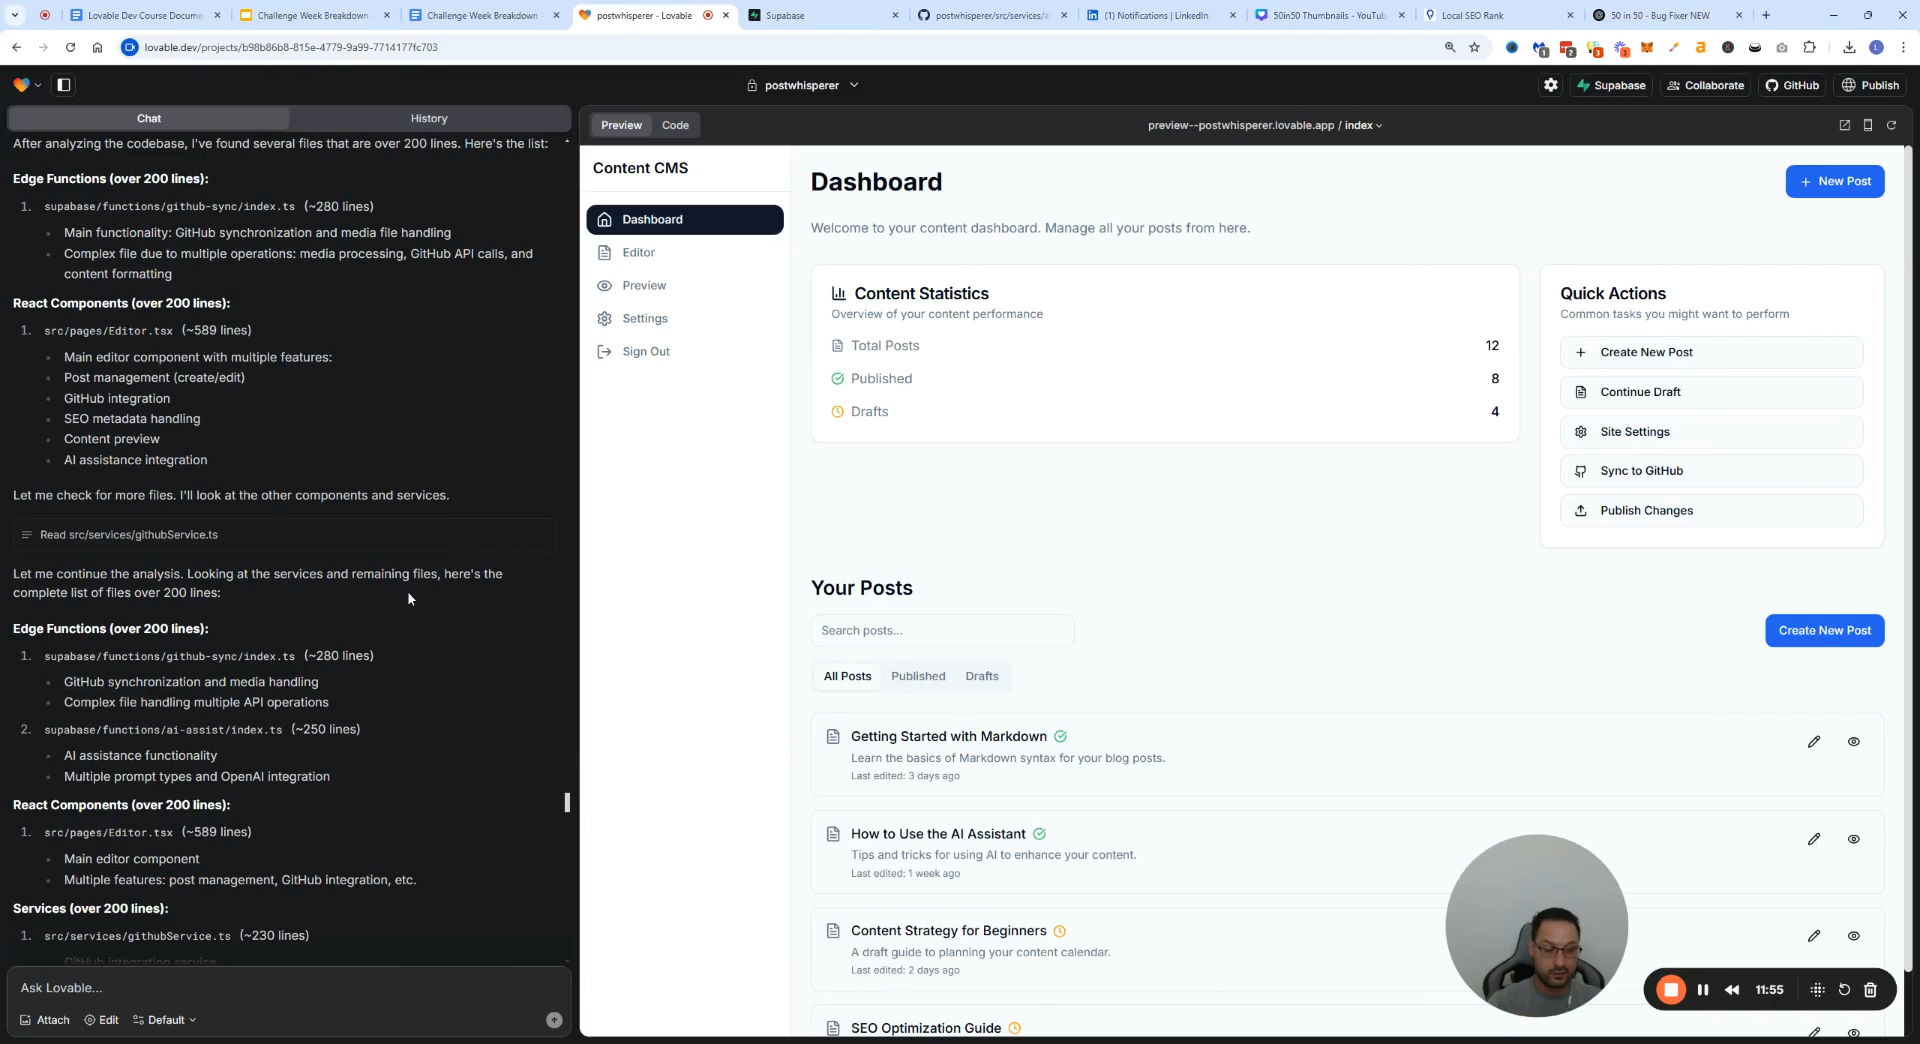 Lovable Dev Course Docume
Challenge Week Breakdown
Challenge Week Breakdown
postwhisperer - Lovable
Supabase
postwhisperer/src/services/ai
(1) Notifications | LinkedIn
50in50 Thumbnails - YouTub
Local SEO Rank
50 in 50 - Bug Fixer NEW
lovable.dev/projects/b98b86b8-815e-4779-9a99-7714177fc703
postwhisperer
Supabase
Collaborate
GitHub
Publish
Chat
History
Preview
Code
preview--postwhisperer.lovable.app / index
After analyzing the codebase, I've found several files that are over 200 lines. Here's the list:
Edge Functions (over 200 lines):
1. supabase/functions/github-sync/index.ts (~280 lines)
Main functionality: GitHub synchronization and media file handling
Complex file due to multiple operations: media processing, GitHub API calls, and
content formatting
React Components (over 200 lines):
1. src/pages/Editor.tsx (~589 lines)
Main editor component with multiple features:
Post management (create/edit)
GitHub integration
SEO metadata handling
Content preview
AI assistance integration
Let me check for more files. I'll look at the other components and services.
Read src/services/githubService.ts
Let me continue the analysis. Looking at the services and remaining files, here's the
complete list of files over 200 lines:
Edge Functions (over 200 lines):
1. supabase/functions/github-sync/index.ts (~280 lines)
GitHub synchronization and media handling
Complex file handling multiple API operations
2. supabase/functions/ai-assist/index.ts (~250 lines)
AI assistance functionality
Multiple prompt types and OpenAI integration
React Components (over 200 lines):
1. src/pages/Editor.tsx (~589 lines)
Main editor component
Multiple features: post management, GitHub integration, etc.
Services (over 200 lines):
1. src/services/githubService.ts (~230 lines)
GitHub integration service
Ask Lovable...
Attach
Edit
Default
Content CMS
Dashboard
Editor
Preview
Settings
Sign Out
Dashboard
New Post
Welcome to your content dashboard. Manage all your posts from here.
Content Statistics
Overview of your content performance
Total Posts 12
Published 8
Drafts 4
Quick Actions
Common tasks you might want to perform
Create New Post
Continue Draft
Site Settings
Sync to GitHub
Publish Changes
Your Posts
Search posts...
Create New Post
All Posts
Published
Drafts
Getting Started with Markdown
Learn the basics of Markdown syntax for your blog posts.
Last edited: 3 days ago
How to Use the AI Assistant
Tips and tricks for using AI to enhance your content.
Last edited: 1 week ago
Content Strategy for Beginners
A draft guide to planning your content calendar.
Last edited: 2 days ago
SEO Optimization Guide
11:55